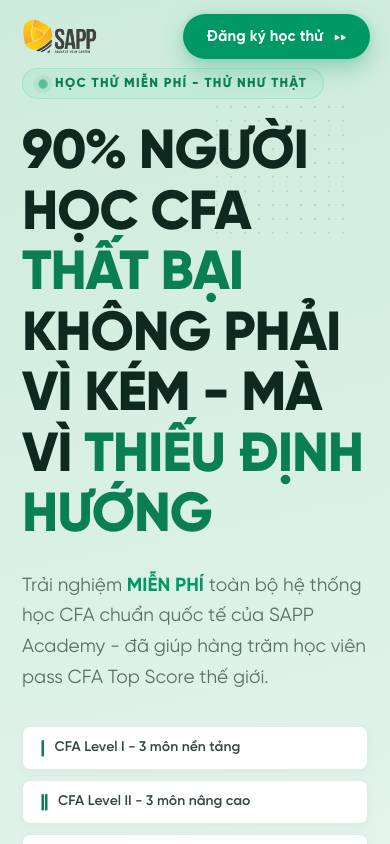 SAPP
Đăng ký học thử
HỌC THỬ MIỄN PHÍ - THỬ NHƯ THẬT
90% NGƯỜI
HỌC CFA
THẤT BẠI
KHÔNG PHẢI
VÌ KÉM - MÀ
VÌ THIẾU ĐỊNH
HƯỚNG
Trải nghiệm MIỄN PHÍ toàn bộ hệ thống
học CFA chuẩn quốc tế của SAPP
Academy - đã giúp hàng trăm học viên
pass CFA Top Score thế giới.
CFA Level I - 3 môn nền tảng
CFA Level II - 3 môn nâng cao